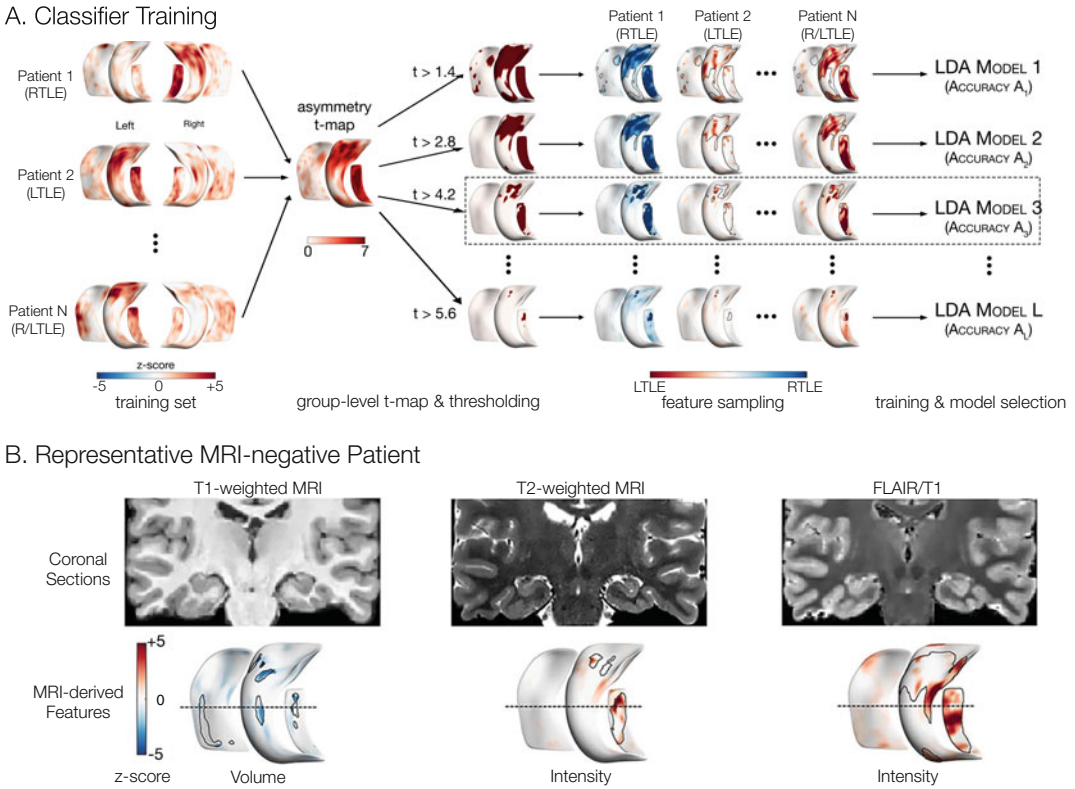 A. Classifier Training
Patient 1
(RTLE)
Left
Right
Patient 2
(LTLE)
Patient N
(R/LTLE)
z-score
-5
0
+5
training set
asymmetry
t-map
0
7
group-level t-map & thresholding
t > 1.4
t > 2.8
t > 4.2
t > 5.6
Patient 1
(RTLE)
Patient 2
(LTLE)
Patient N
(R/LTLE)
LTLE
RTLE
feature sampling
LDA MODEL 1
(ACCURACY A1)
LDA MODEL 2
(ACCURACY A2)
LDA MODEL 3
(ACCURACY A3)
LDA MODEL L
(ACCURACY AL)
training & model selection
B. Representative MRI-negative Patient
T1-weighted MRI
T2-weighted MRI
FLAIR/T1
Coronal
Sections
MRI-derived
Features
+5
0
-5
z-score
Volume
Intensity
Intensity